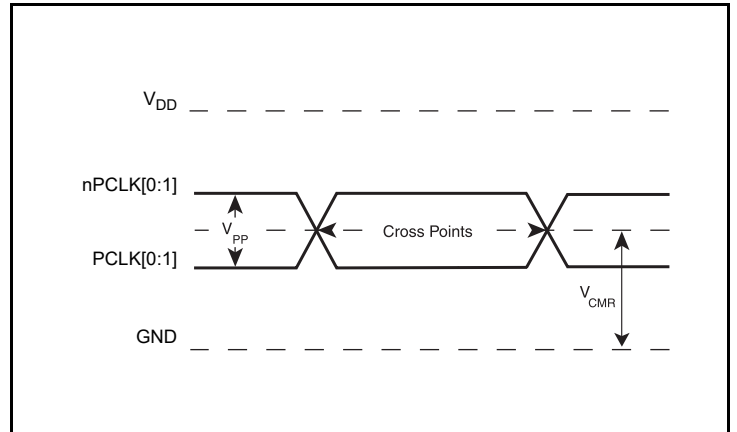 VDD
nPCLK[0:1]
VPP
Cross Points
PCLK[0:1]
VCMR
GND